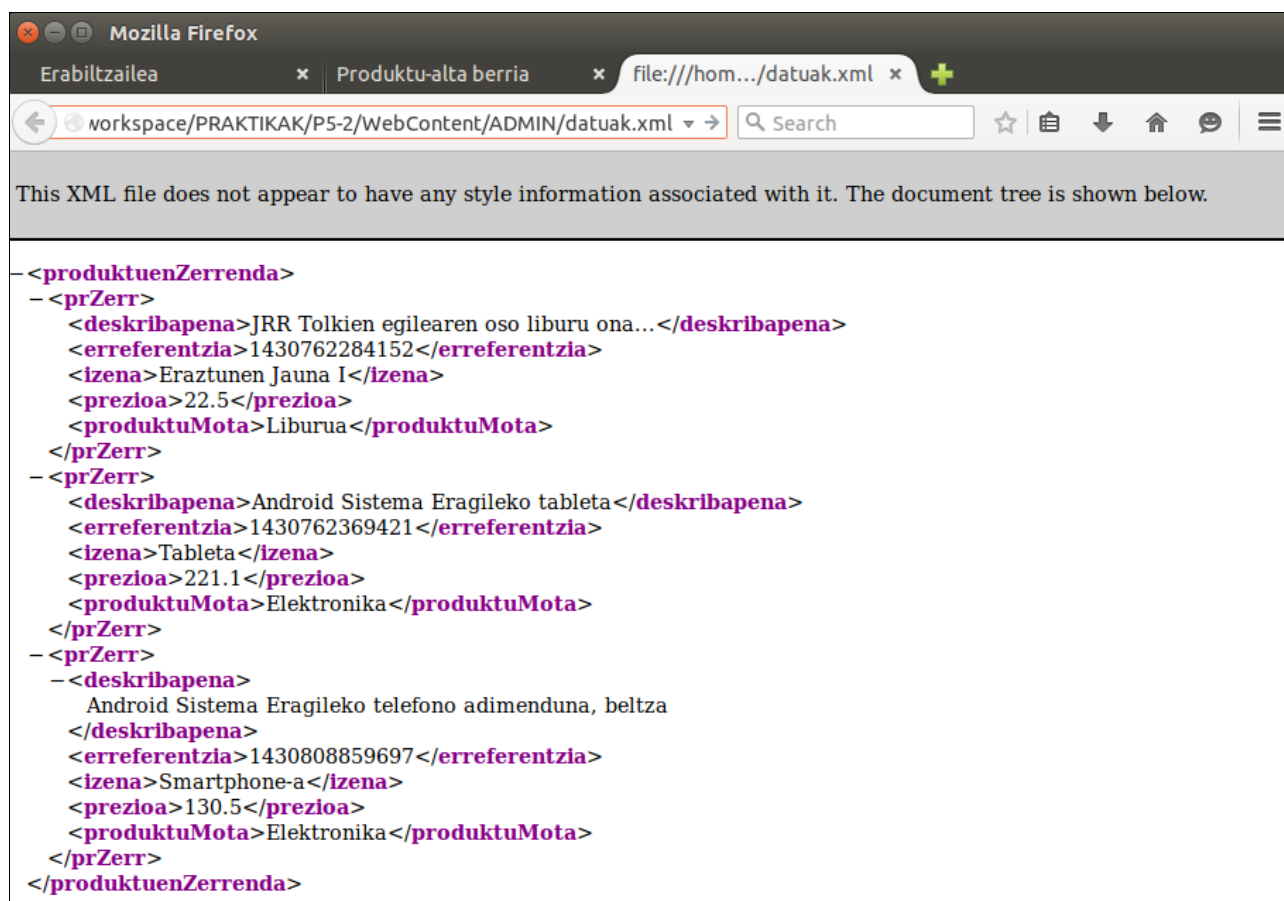 Mozilla Firefox
Erabiltzailea × Produktu-alta berria × file:///hom.../datuak.xml ×
workspace/PRAKTIKAK/P5-2/WebContent/ADMIN/datuak.xml Search
This XML file does not appear to have any style information associated with it. The document tree is shown below.
−<produktuenZerrenda>
−<prZerr>
<deskribapena>JRR Tolkien egilearen oso liburu ona...</deskribapena>
<erreferentzia>1430762284152</erreferentzia>
<izena>Eraztunen Jauna I</izena>
<prezioa>22.5</prezioa>
<produktuMota>Liburua</produktuMota>
</prZerr>
−<prZerr>
<deskribapena>Android Sistema Eragileko tableta</deskribapena>
<erreferentzia>1430762369421</erreferentzia>
<izena>Tableta</izena>
<prezioa>221.1</prezioa>
<produktuMota>Elektronika</produktuMota>
</prZerr>
−<prZerr>
−<deskribapena>
Android Sistema Eragileko telefono adimenduna, beltza
</deskribapena>
<erreferentzia>1430808859697</erreferentzia>
<izena>Smartphone-a</izena>
<prezioa>130.5</prezioa>
<produktuMota>Elektronika</produktuMota>
</prZerr>
</produktuenZerrenda>